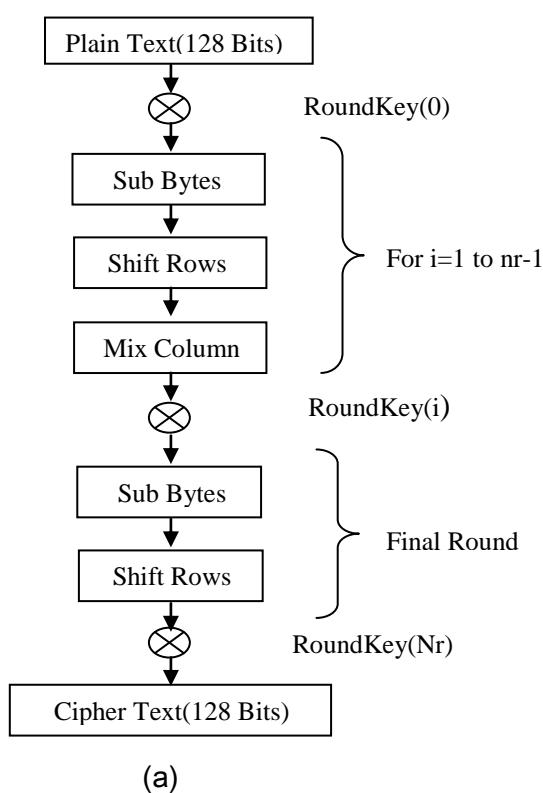 Plain Text(128 Bits)
RoundKey(0)
Sub Bytes
Shift Rows
For i=1 to nr-1
Mix Column
RoundKey(i)
Sub Bytes
Final Round
Shift Rows
RoundKey(Nr)
Cipher Text(128 Bits)
(a)